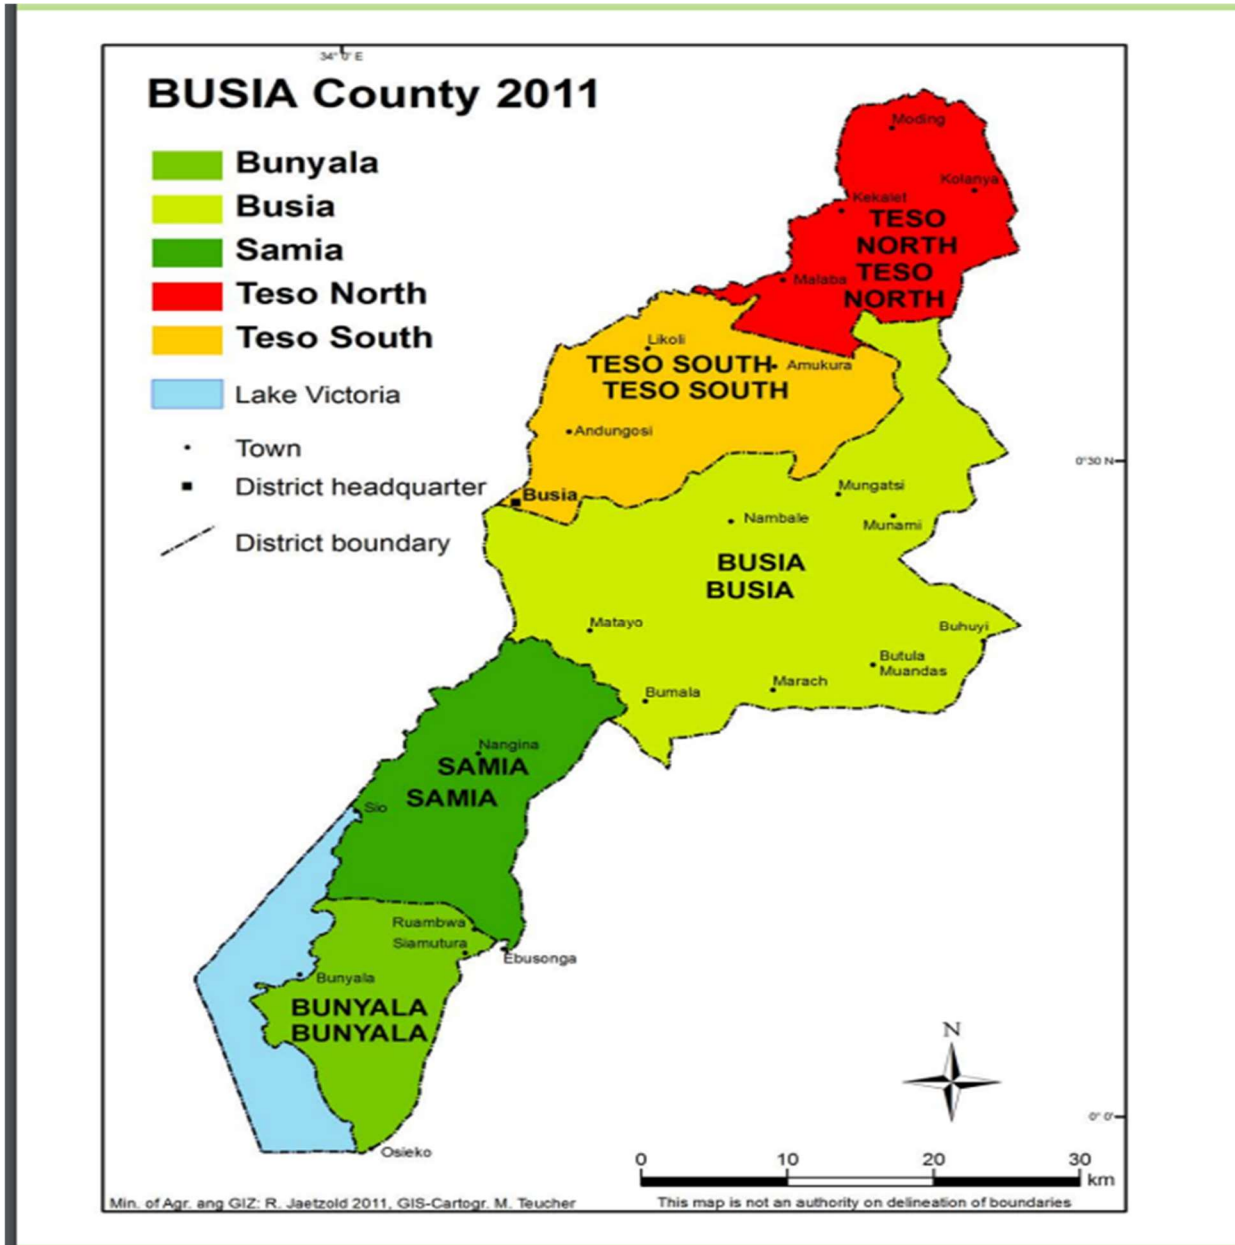 34° 0' E
BUSIA County 2011
Bunyala
Busia
Samia
Teso North
Teso South
Lake Victoria
Town
District headquarter
District boundary
Moding
Kolanya
Kekalet
TESO
NORTH
TESO
NORTH
Malaba
Likoli
TESO SOUTH
Amukura
TESO SOUTH
Andungosi
0°30 N
Busia
Mungatsi
Nambale
Munami
BUSIA
BUSIA
Matayo
Buhuyi
Butula
Muandas
Marach
Bumala
Nangina
SAMIA
SAMIA
Sio
Ruambwa
Siamutura
Ebusonga
Bunyala
BUNYALA
BUNYALA
N
0° 0'
Osieko
0 10 20 30
km
Min. of Agr. ang GIZ: R. Jaetzold 2011, GIS-Cartogr. M. Teucher
This map is not an authority on delineation of boundaries